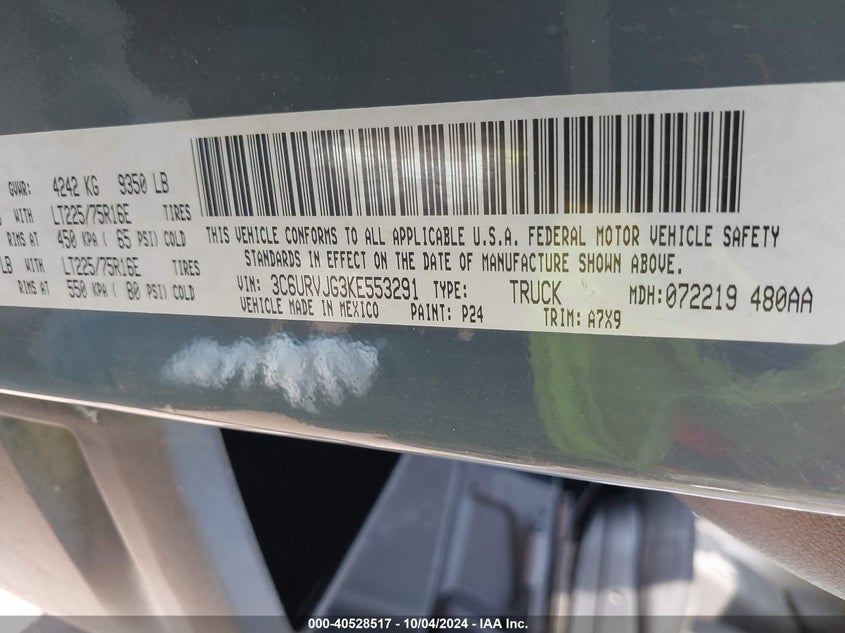 GVWR: 4242 KG 9350 LB
WITH LT225/75R16E TIRES
RIMS AT 450 KPA ( 65 PSI) COLD
LB WITH LT225/75R16E TIRES
RIMS AT 550 KPA ( 80 PSI) COLD
THIS VEHICLE CONFORMS TO ALL APPLICABLE U.S.A. FEDERAL MOTOR VEHICLE SAFETY
STANDARDS IN EFFECT ON THE DATE OF MANUFACTURE SHOWN ABOVE.
VIN: 3C6URVJG3KE553291 TYPE: TRUCK MDH: 072219 480AA
VEHICLE MADE IN MEXICO PAINT: P24 TRIM: A7X9
000-40528517 - 10/04/2024 - IAA Inc.